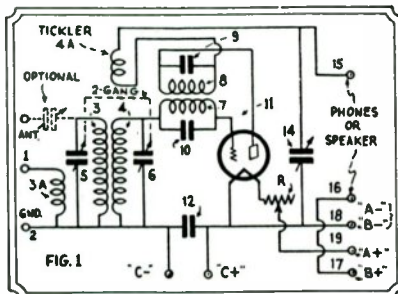 TICKLER
4A
9
OPTIONAL
2-GANG
8
15
3
4
7
11
ANT.
PHONES
OR
SPEAKER
14
1
5
6
10
3A
R
16
"A-"
12
18
"B-"
GND.
2
19
"A+"
FIG. 1
"C-"
"C+"
17
"B+"